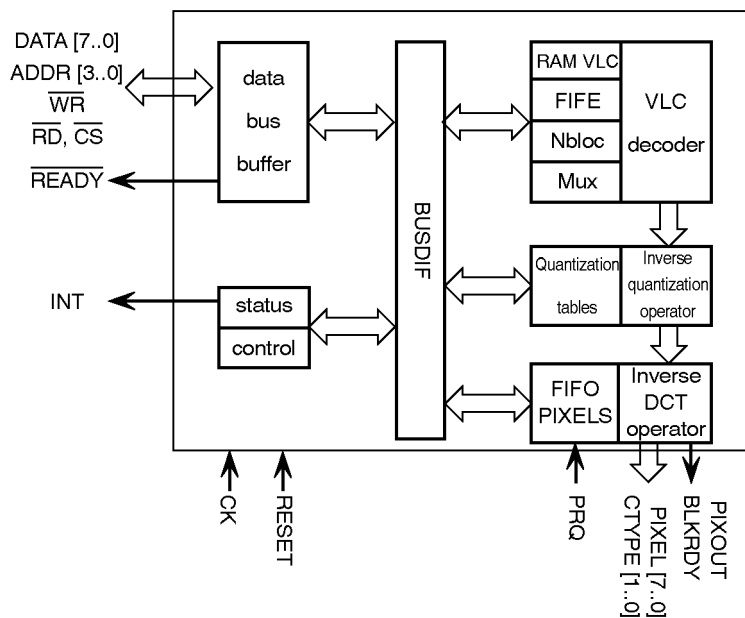 DATA [7..0]
ADDR [3..0]
WR
RD, CS
READY
INT
data
bus
buffer
status
control
BUSDIF
RAM VLC
FIFE
Nbloc
Mux
VLC
decoder
Quantization
tables
Inverse
quantization
operator
FIFO
PIXELS
Inverse
DCT
operator
CK
RESET
PRQ
PIXEL [7..0]
CTYPE [1..0]
PIXOUT
BLKRDY